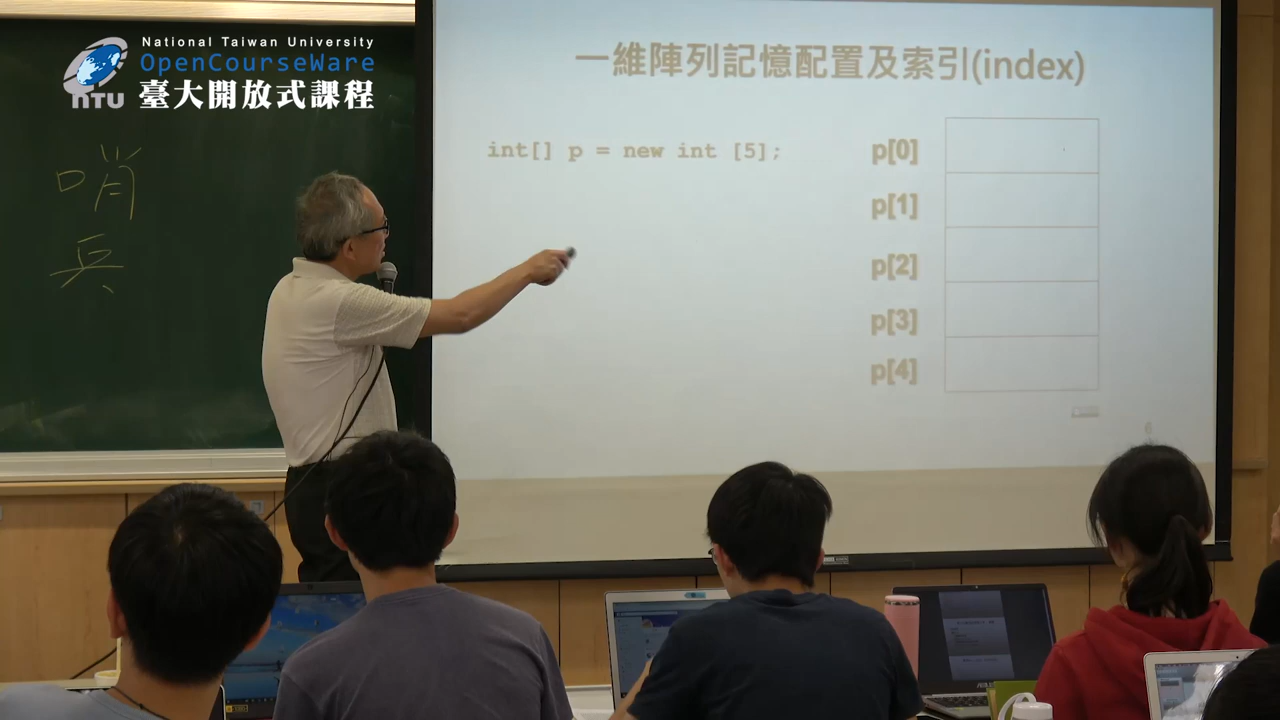 National Taiwan University
OpenCourseWare
臺大開放式課程
NTU
哨
兵
一維陣列記憶配置及索引(index)
int[] p = new int [5];
p[0]
p[1]
p[2]
p[3]
p[4]